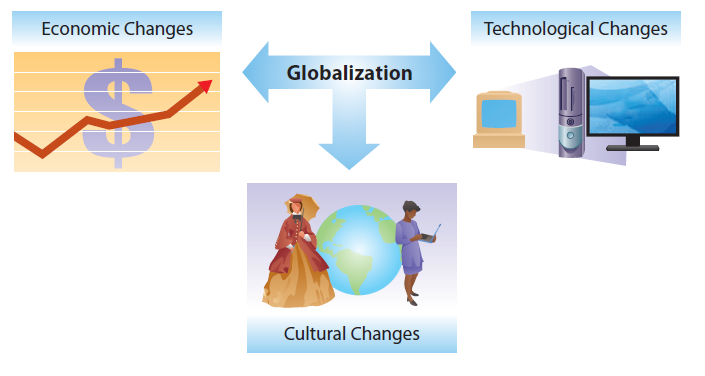 Economic Changes
Technological Changes
Globalization
Cultural Changes